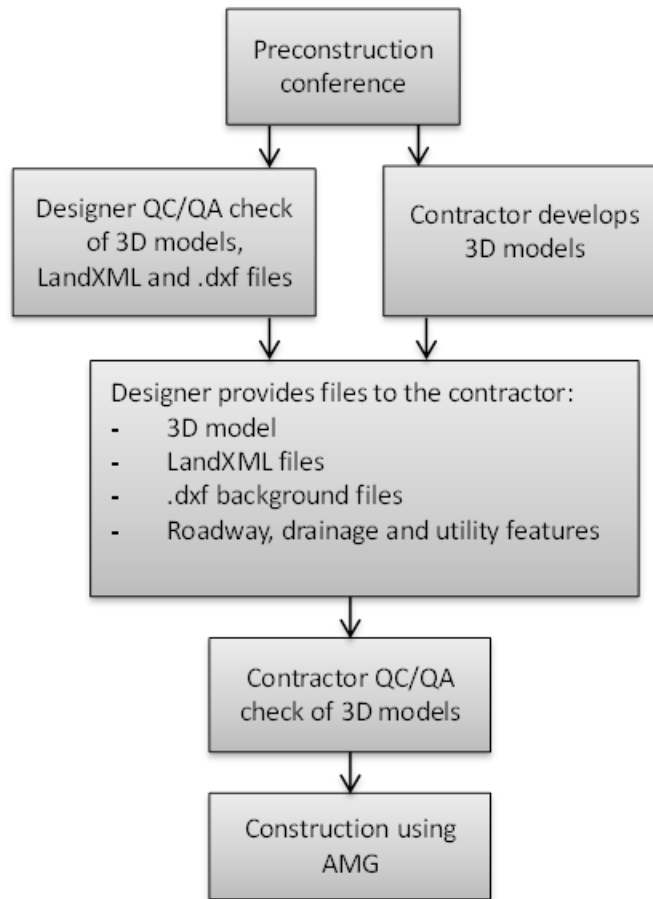 Preconstruction
conference
Designer QC/QA check
of 3D models,
LandXML and .dxf files
Contractor develops
3D models
Designer provides files to the contractor:
- 3D model
- LandXML files
- .dxf background files
- Roadway, drainage and utility features
Contractor QC/QA
check of 3D models
Construction using
AMG